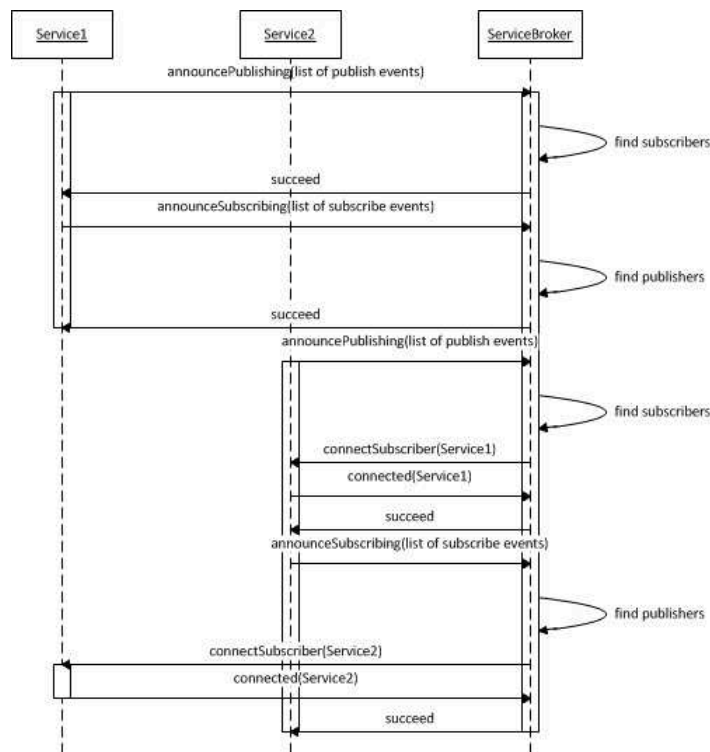 Service1
Service2
ServiceBroker
announcePublishing(list of publish events)
find subscribers
succeed
announceSubscribing(list of subscribe events)
find publishers
succeed
announcePublishing(list of publish events)
find subscribers
connectSubscriber(Service1)
connected(Service1)
succeed
announceSubscribing(list of subscribe events)
find publishers
connectSubscriber(Service2)
connected(Service2)
succeed